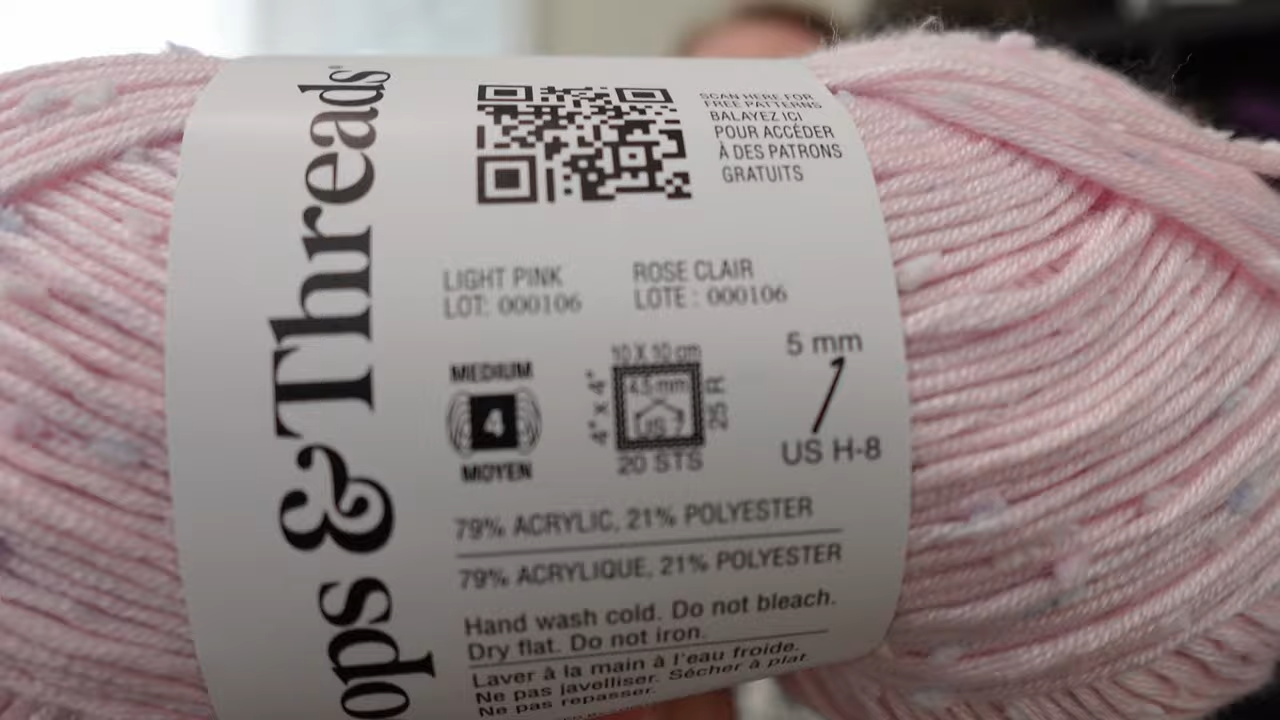 ops & Threads
SCAN HERE FOR
FREE PATTERNS
BALAYEZ ICI
POUR ACCÉDER
À DES PATRONS
GRATUITS
LIGHT PINK
LOT: 000106
ROSE CLAIR
LOTE : 000106
MEDIUM
4
MOYEN
10 X 10 cm
4" x 4"
4.5 mm
US 7
25 R
20 STS
5 mm
US H-8
79% ACRYLIC, 21% POLYESTER
79% ACRYLIQUE, 21% POLYESTER
Hand wash cold. Do not bleach.
Dry flat. Do not iron.
Laver à la main à l'eau froide.
Ne pas javelliser. Sécher à plat.
Ne pas repasser.